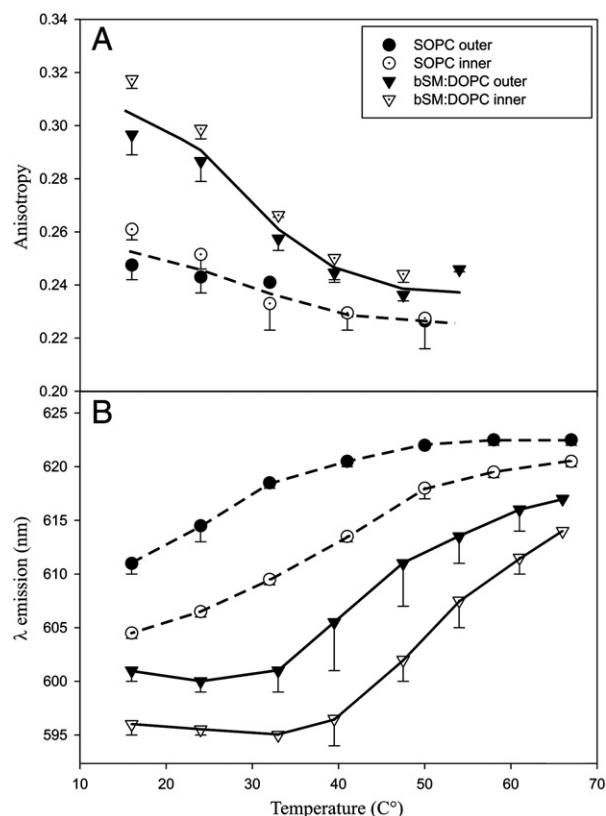 A
0.34
0.32
0.30
0.28
0.26
0.24
0.22
0.20
Anisotropy
SOPC outer
SOPC inner
bSM:DOPC outer
bSM:DOPC inner
B
625
620
615
610
605
600
595
λ emission (nm)
10 20 30 40 50 60 70
Temperature (C°)